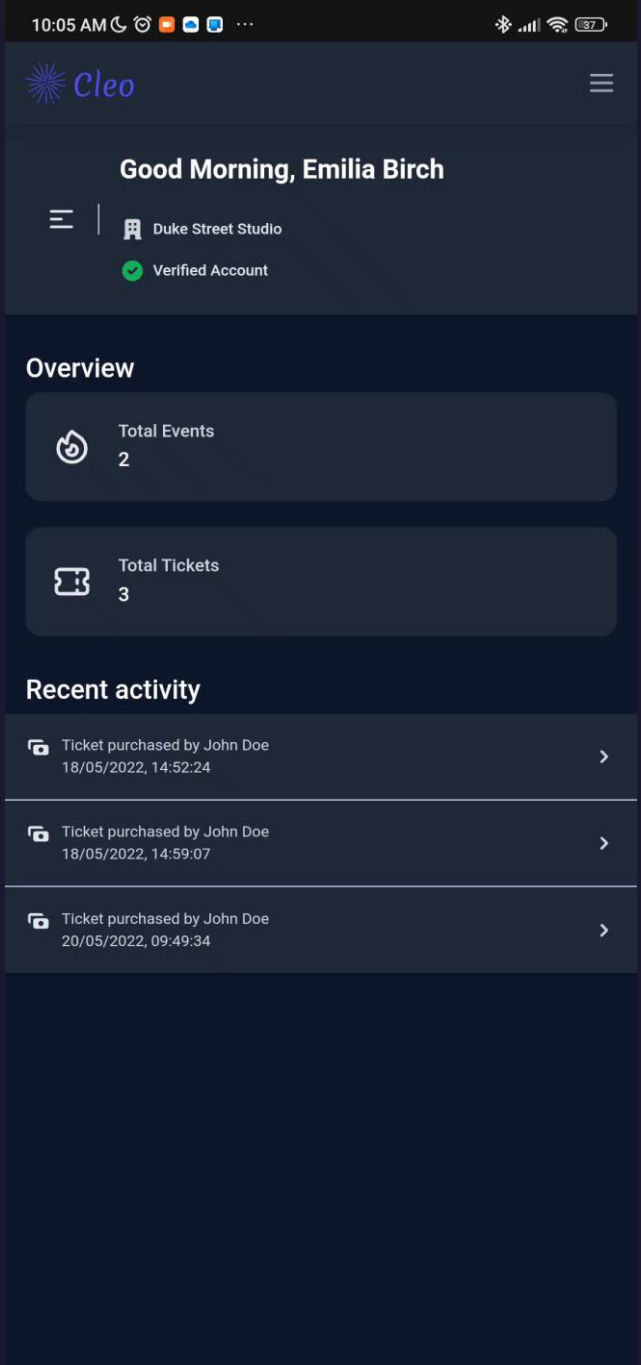 10:05 AM
37
Cleo
Good Morning, Emilia Birch
Duke Street Studio
Verified Account
Overview
Total Events
2
Total Tickets
3
Recent activity
Ticket purchased by John Doe
18/05/2022, 14:52:24
Ticket purchased by John Doe
18/05/2022, 14:59:07
Ticket purchased by John Doe
20/05/2022, 09:49:34